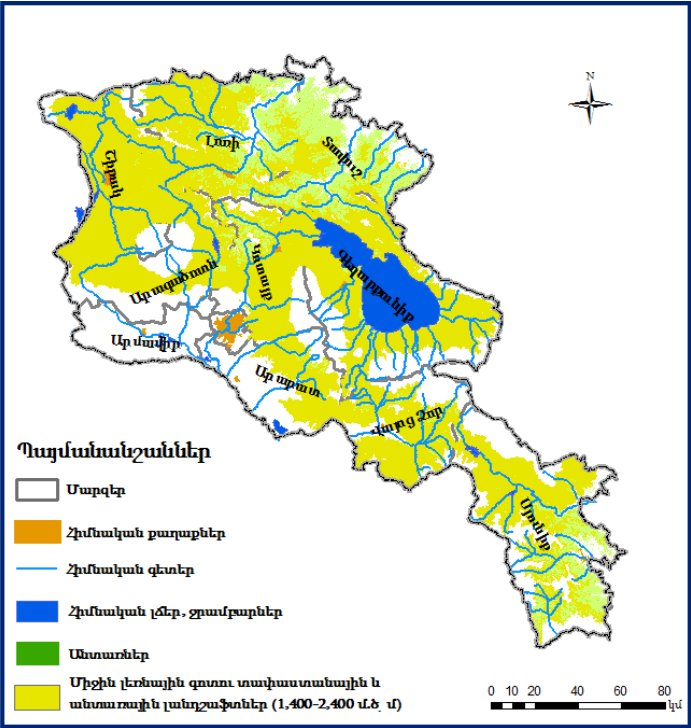 N
Լոռի
Տավուշ
Շիրակ
Գեղարքունիք
Կոտայք
Արագածոտն
Արմավիր
Արարատ
Վայոց Ձոր
Սյունիք
Պայմանանշաններ
Մարզեր
Հիմնական քաղաքներ
Հիմնական գետեր
Հիմնական լճեր, ջրամբարներ
Անտառներ
Միջին լեռնային գոտու տափաստանային և
անտառային լանդշաֆտներ (1,400-2,400 մ.ծ. մ)
0 10 20 40 60 80
կմ